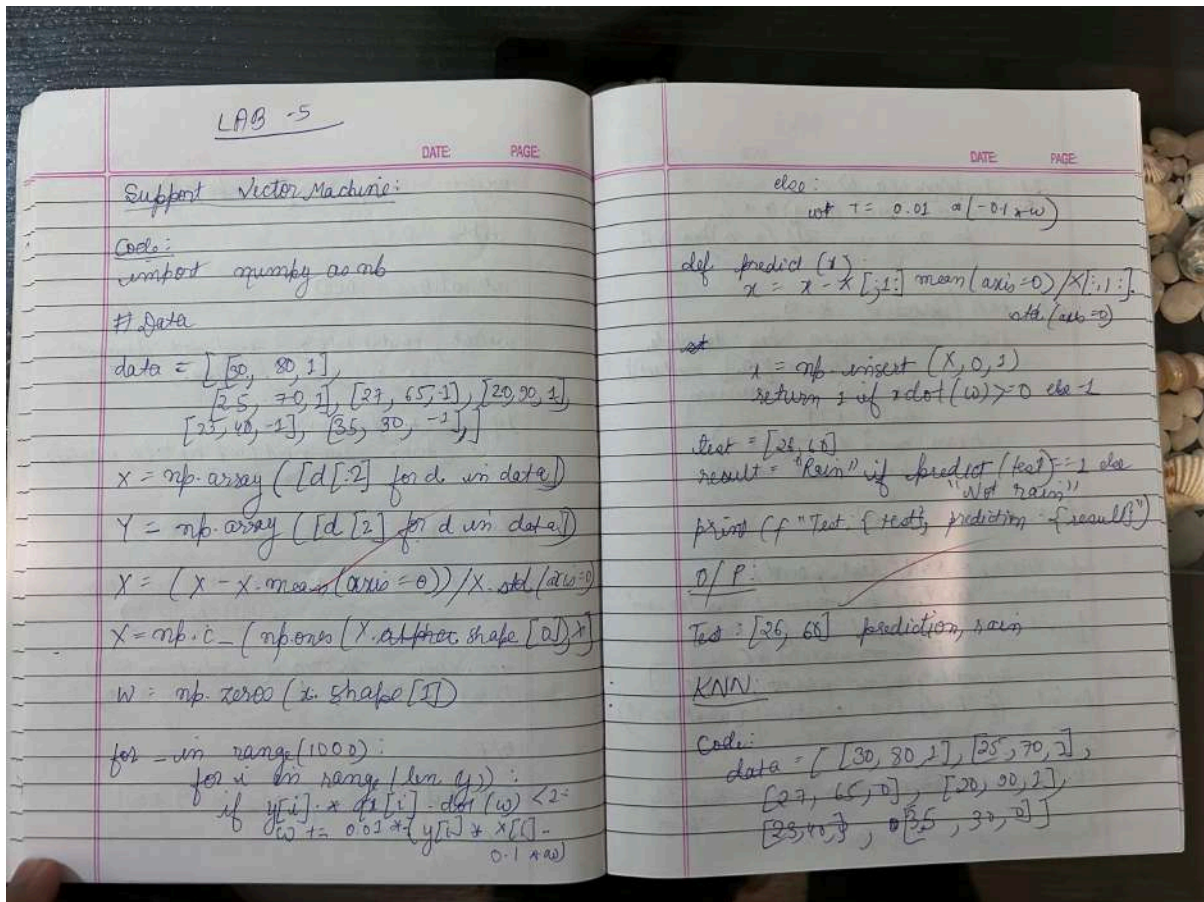 LAB -5
DATE: PAGE:
Support Vector Machine:
Code:
import numpy as nb
# Data
data = [[30, 80, 1],
[25, 70, 1], [27, 65, -1], [20, 90, 1],
[23, 40, -1], [35, 30, -1],]
X = np.array ([d[:2] for d in data])
Y = np.array ([d[2] for d in data])
X = (X - X.mean(axis = 0))/X.std(axis=0)
X = np.c_(np.ones(X.shape[0]),X]
W = np.zeros (x.shape[1])
for _ in range(1000):
for i in range(len y)):
if y[i] * x[i].dot(w) <1:
w += 0.01 * (y[i] * X[i] -
0.1 * w)
DATE: PAGE:
else:
w += 0.01 * (-0.1 * w)
def predict (x)
x = x - X[:,1:] mean(axis=0)/X[:,1:].
std(axis=0)
x = np.insert (X, 0, 1)
return 1 if xdot(w)>=0 else -1
test = [26, 60]
result = "Rain" if predict(test)==1 else
"Not rain"
print (f "Test {test}, prediction {result}")
O/P:
Test: [26, 60] prediction, rain
KNN:
Code:
data = [ [30, 80, 1], [25, 70, 1],
[27, 65, 0], [20, 90, 1],
[23,40, , [35, 30, 0]]